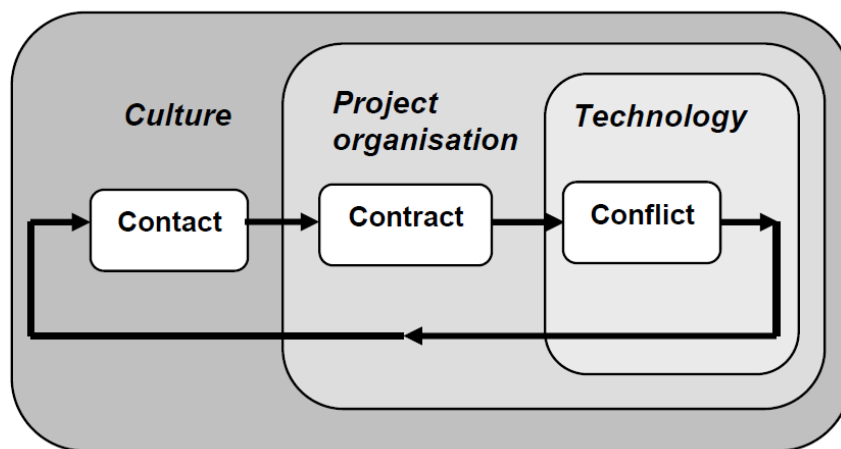 Culture
Project
organisation
Technology
Contact
Contract
Conflict